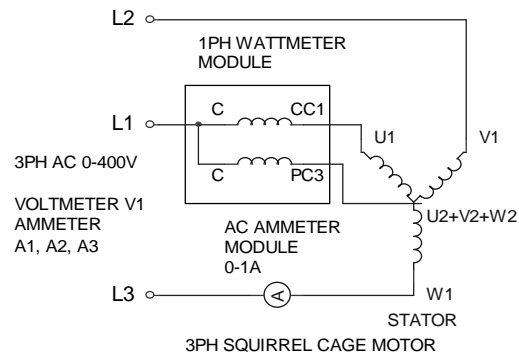 L2
1PH WATTMETER
MODULE
C CC1
L1
U1 V1
3PH AC 0-400V
C PC3
VOLTMETER V1
AMMETER
A1, A2, A3
U2+V2+W2
AC AMMETER
MODULE
0-1A
L3
A
W1
STATOR
3PH SQUIRREL CAGE MOTOR